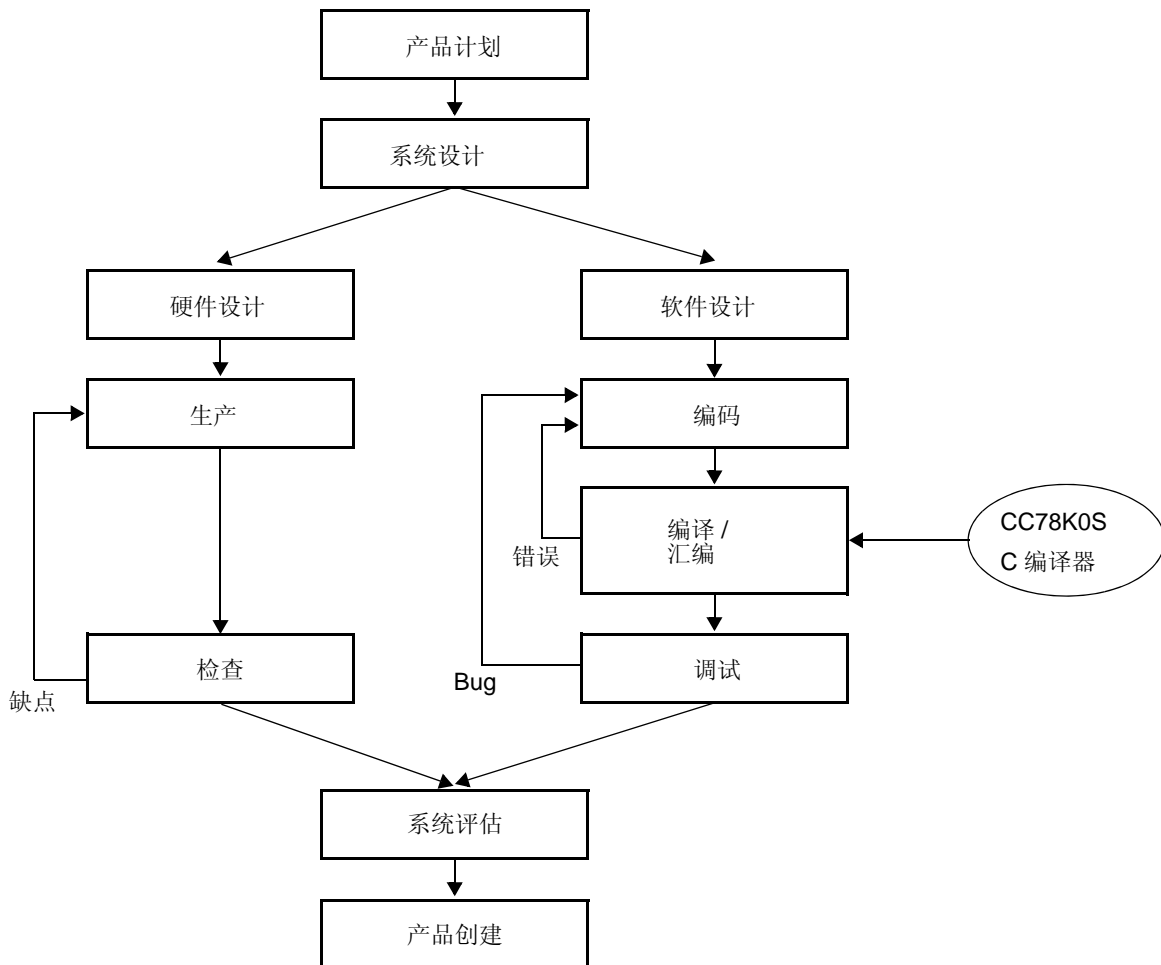 产品计划
系统设计
硬件设计
软件设计
生产
编码
编译 /
汇编
错误
CC78K0S
C 编译器
检查
调试
缺点
Bug
系统评估
产品创建